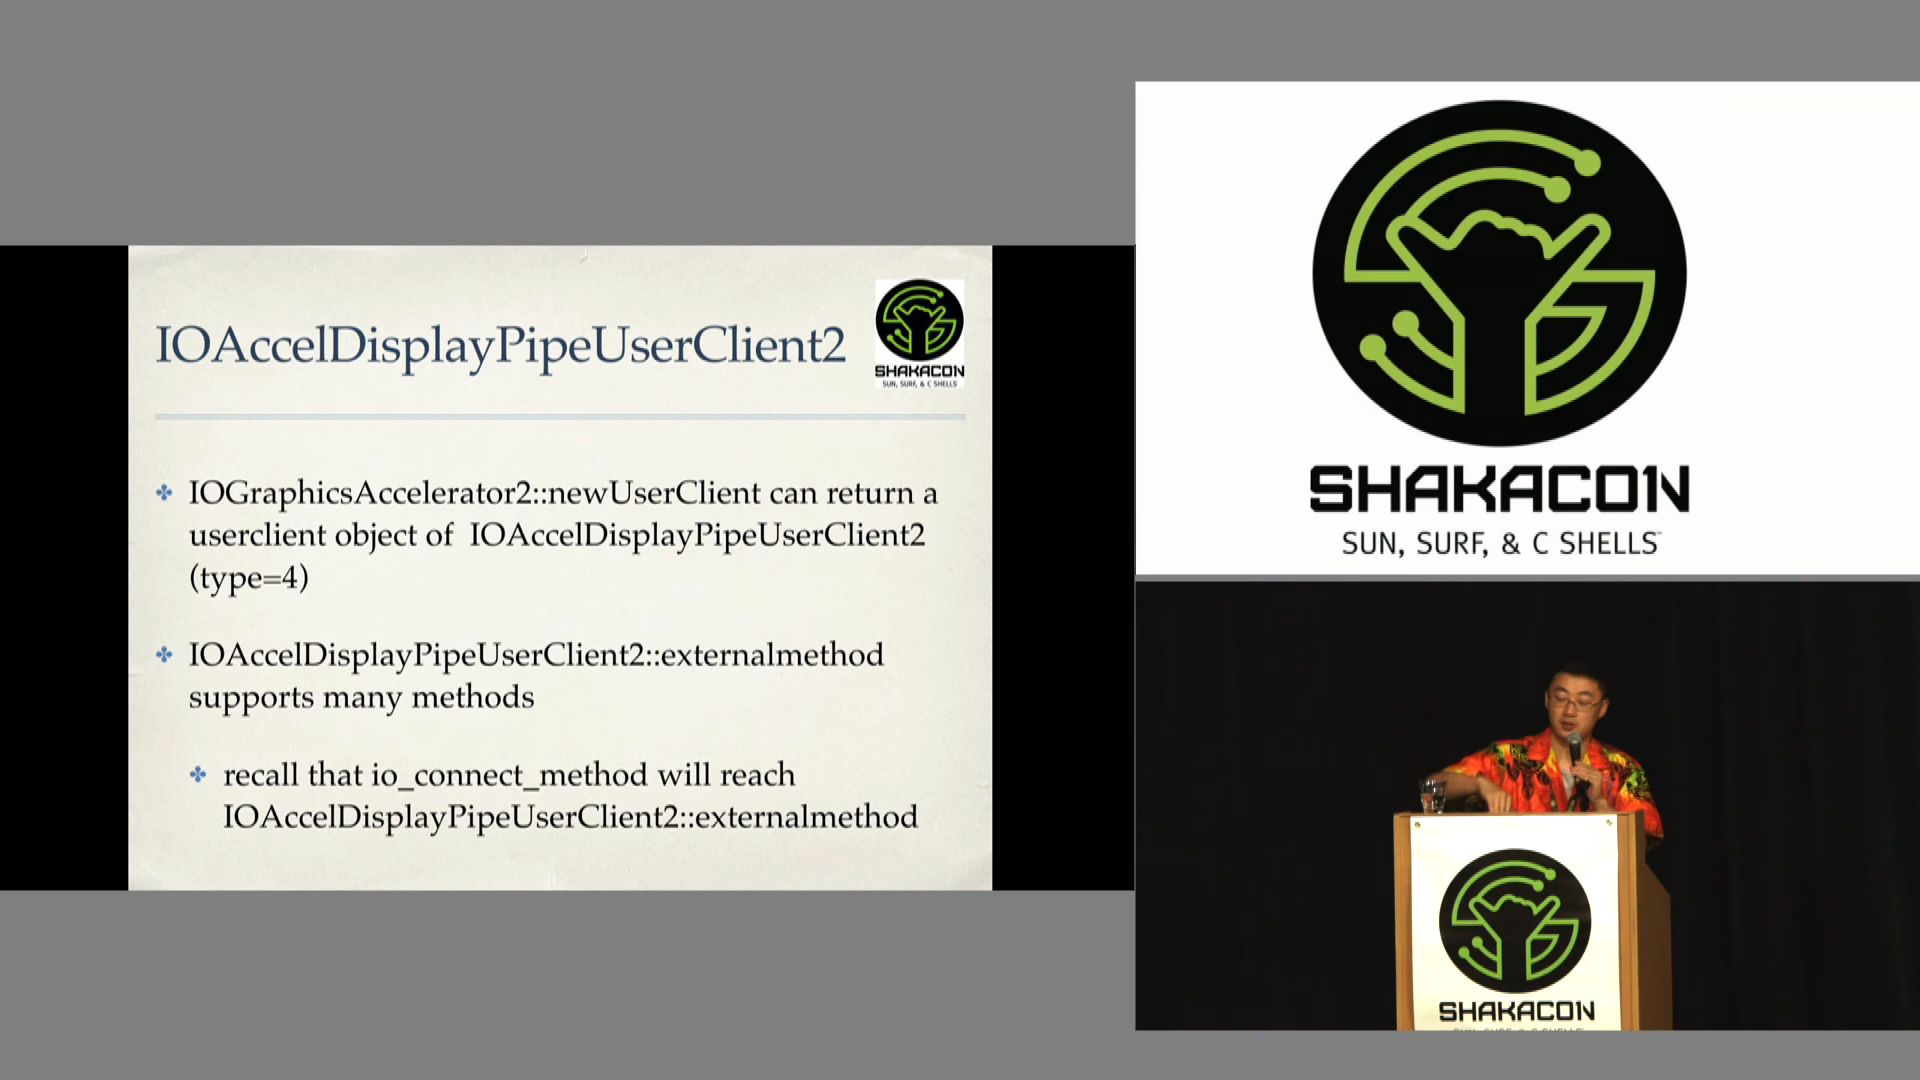 IOAccelDisplayPipeUserClient2
SHAKACON
SUN, SURF, & C SHELLS
IOGraphicsAccelerator2::newUserClient can return a
userclient object of IOAccelDisplayPipeUserClient2
(type=4)
IOAccelDisplayPipeUserClient2::externalmethod
supports many methods
recall that io_connect_method will reach
IOAccelDisplayPipeUserClient2::externalmethod
SHAKACON
SUN, SURF, & C SHELLS
SHAKACON